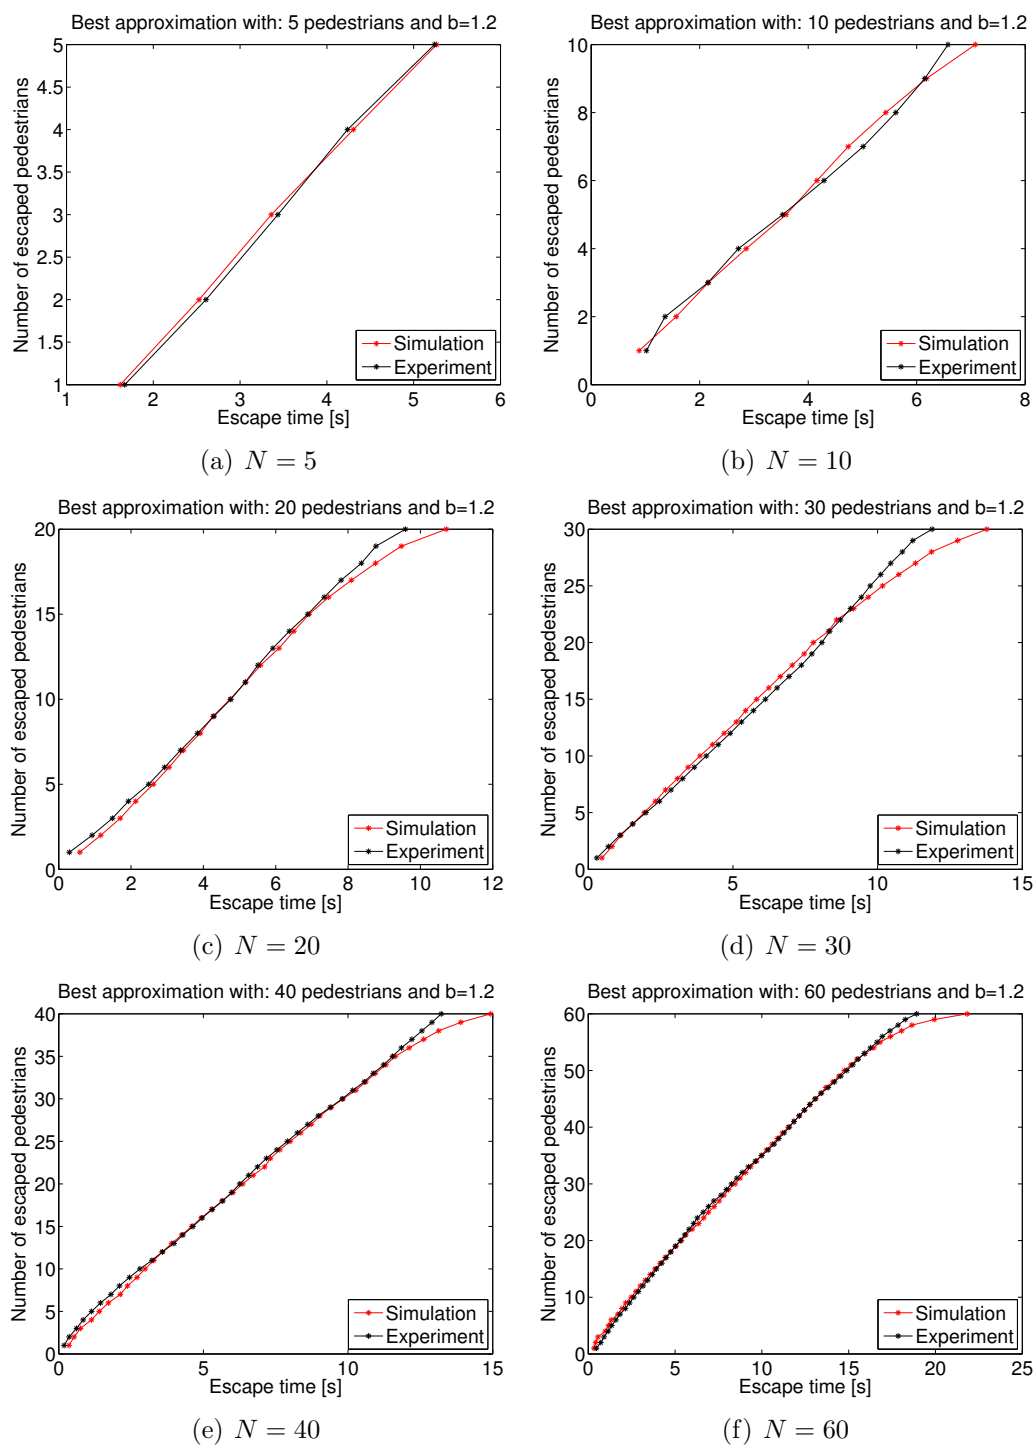 Best approximation with: 5 pedestrians and b=1.2
Number of escaped pedestrians
5
4.5
4
3.5
3
2.5
2
1.5
1
1 2 3 4 5 6
Escape time [s]
Simulation
Experiment
(a) N = 5
Best approximation with: 10 pedestrians and b=1.2
Number of escaped pedestrians
10
8
6
4
2
0
0 2 4 6 8
Escape time [s]
Simulation
Experiment
(b) N = 10
Best approximation with: 20 pedestrians and b=1.2
Number of escaped pedestrians
20
15
10
5
0
0 2 4 6 8 10 12
Escape time [s]
Simulation
Experiment
(c) N = 20
Best approximation with: 30 pedestrians and b=1.2
Number of escaped pedestrians
30
25
20
15
10
5
0
0 5 10 15
Escape time [s]
Simulation
Experiment
(d) N = 30
Best approximation with: 40 pedestrians and b=1.2
Number of escaped pedestrians
40
35
30
25
20
15
10
5
0
0 5 10 15
Escape time [s]
Simulation
Experiment
(e) N = 40
Best approximation with: 60 pedestrians and b=1.2
Number of escaped pedestrians
60
50
40
30
20
10
0
0 5 10 15 20 25
Escape time [s]
Simulation
Experiment
(f) N = 60